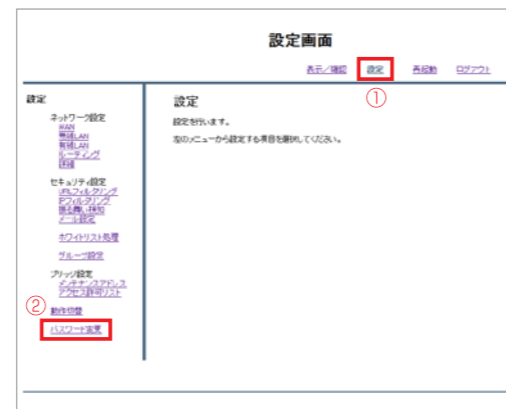 設定画面
表示/確認 設定 再起動 ログアウト
①
設定
ネットワーク設定
WAN
無線LAN
有線LAN
ルーティング
詳細
セキュリティ設定
URLフィルタリング
IPフィルタリング
振る舞い検知
メール設定
ホワイトリスト処理
グループ設定
ブリッジ設定
メンテナンスアドレス
アクセス許可リスト
②
動作切替
パスワード変更
設定
設定を行います。
左のメニューから設定する項目を選択してください。